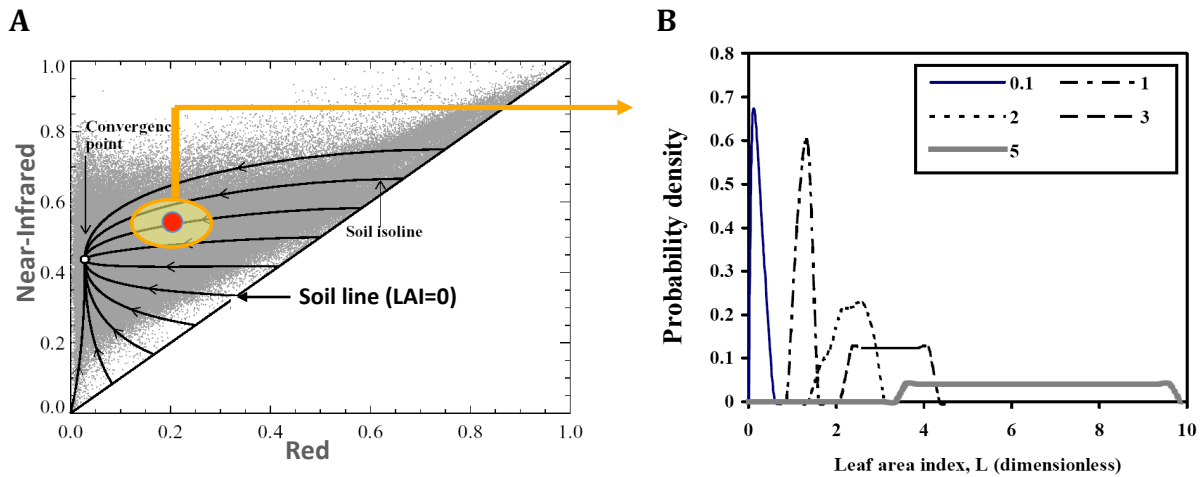 A
1.0
0.8
0.6
0.4
0.2
0.0
Near-Infrared
Convergenc
point
Soil isoline
Soil line (LAI=0)
0.0 0.2 0.4 0.6 0.8 1.0
Red
B
0.8
0.7
0.6
0.5
0.4
0.3
0.2
0.1
0
Probability density
0.1 1
2 3
5
0 2 4 6 8 10
Leaf area index, L (dimensionless)